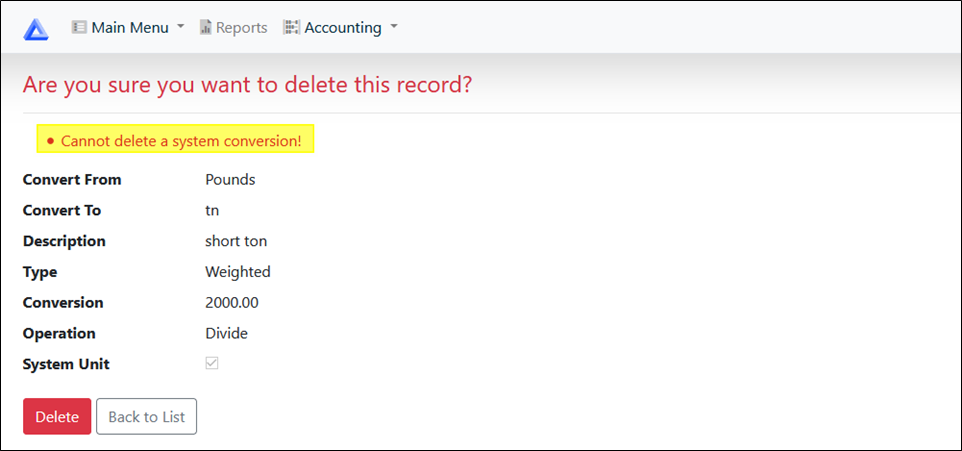 Main Menu Reports Accounting
Are you sure you want to delete this record?
Cannot delete a system conversion!
Convert From Pounds
Convert To tn
Description short ton
Type Weighted
Conversion 2000.00
Operation Divide
System Unit
Delete Back to List